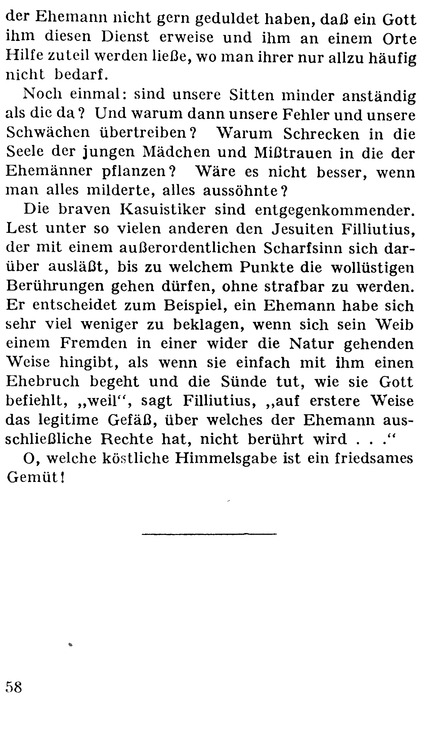 der Ehemann nicht gern geduldet haben, daß ein Gott
ihm diesen Dienst erweise und ihm an einem Orte
Hilfe zuteil werden ließe, wo man ihrer nur allzu häufig
nicht bedarf.
Noch einmal: sind unsere Sitten minder anständig
als die da? Und warum dann unsere Fehler und unsere
Schwächen übertreiben? Warum Schrecken in die
Seele der jungen Mädchen und Mißtrauen in die der
Ehemänner pflanzen? Wäre es nicht besser, wenn
man alles milderte, alles aussöhnte?
Die braven Kasuistiker sind entgegenkommender.
Lest unter so vielen anderen den Jesuiten Filliutius,
der mit einem außerordentlichen Scharfsinn sich dar-
über ausläßt, bis zu welchem Punkte die wollüstigen
Berührungen gehen dürfen, ohne strafbar zu werden.
Er entscheidet zum Beispiel, ein Ehemann habe sich
sehr viel weniger zu beklagen, wenn sich sein Weib
einem Fremden in einer wider die Natur gehenden
Weise hingibt, als wenn sie einfach mit ihm einen
Ehebruch begeht und die Sünde tut, wie sie Gott
befiehlt, „weil“, sagt Filliutius, „auf erstere Weise
das legitime Gefäß, über welches der Ehemann aus-
schließliche Rechte hat, nicht berührt wird . . .“
O, welche köstliche Himmelsgabe ist ein friedsames
Gemüt!
58